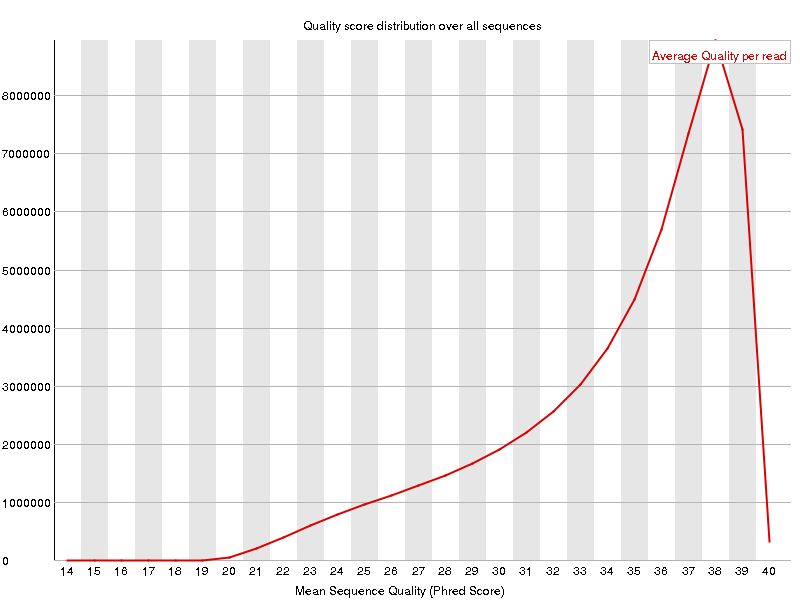 Quality score distribution over all sequences
Average Quality per read
8000000
7000000
6000000
5000000
4000000
3000000
2000000
1000000
0
14 15 16 17 18 19 20 21 22 23 24 25 26 27 28 29 30 31 32 33 34 35 36 37 38 39 40
Mean Sequence Quality (Phred Score)